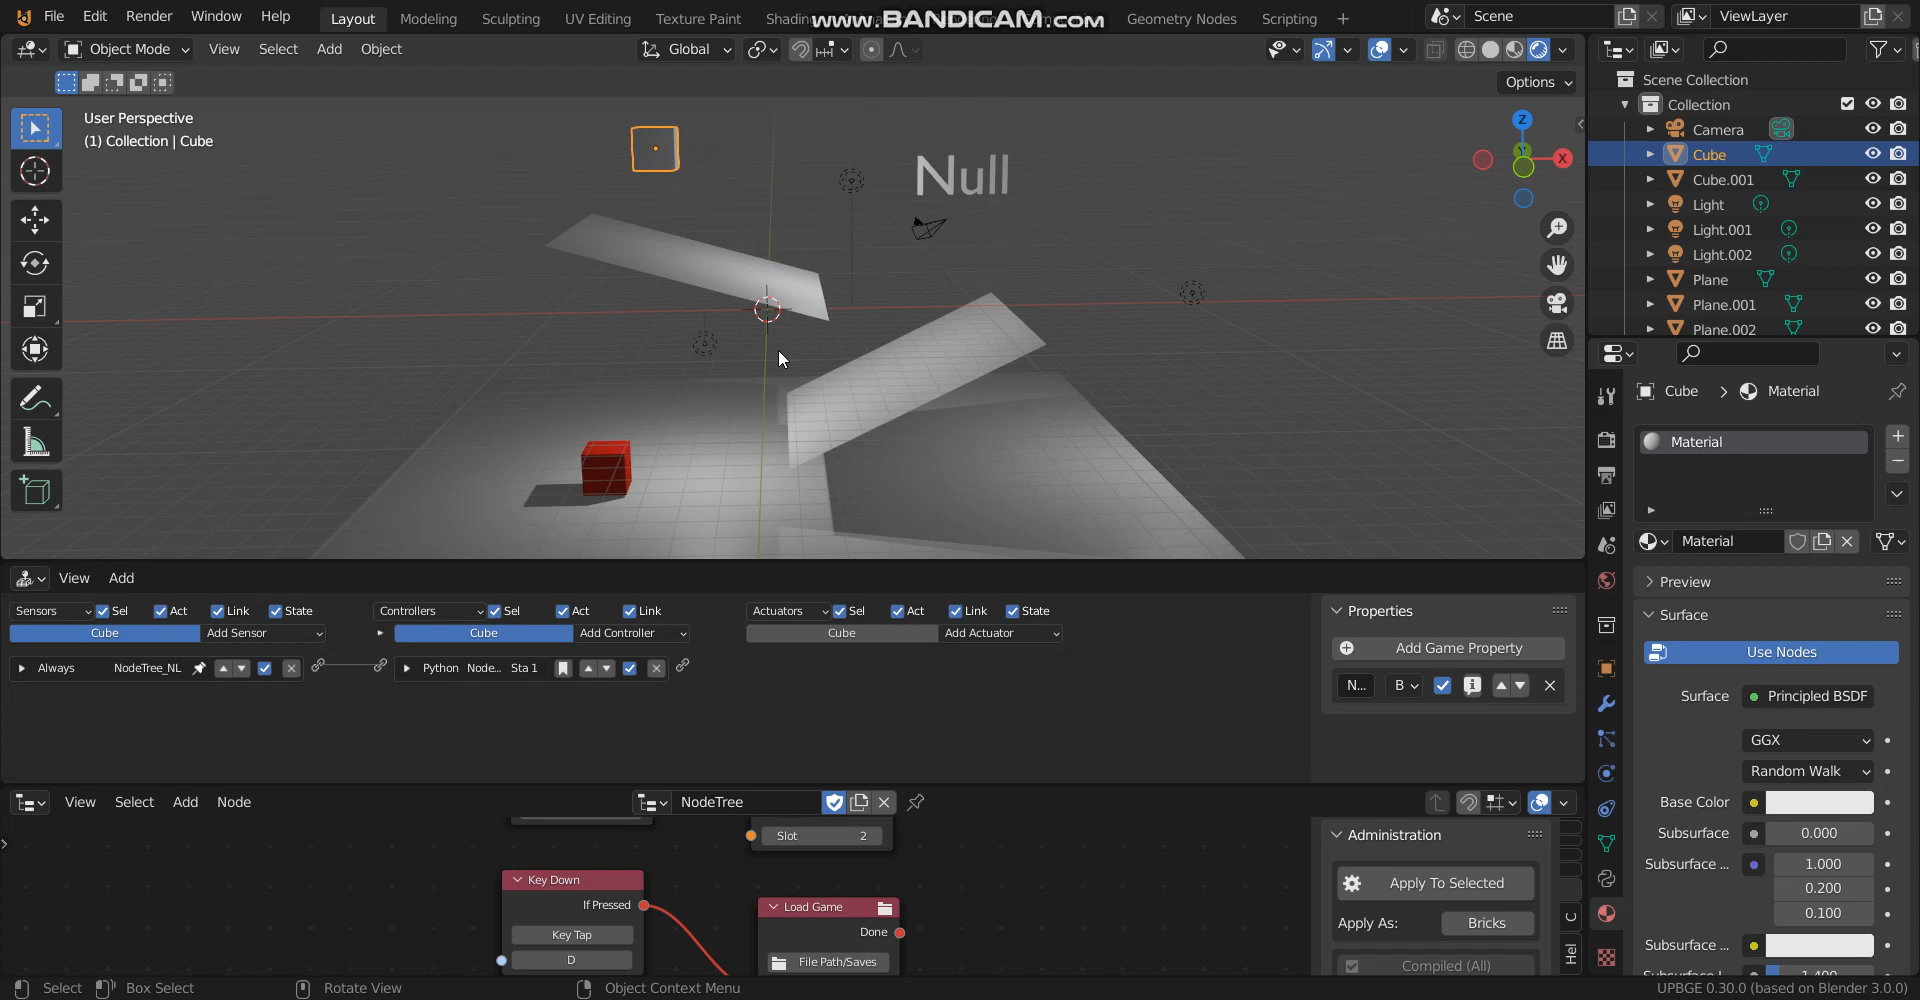 File Edit Render Window Help Layout Modeling Sculpting UV Editing Texture Paint Shading www.BANDICAM.com Geometry Nodes Scripting + Scene ViewLayer
Object Mode View Select Add Object Global
Options
User Perspective
(1) Collection | Cube
Null
Z
Y
X
Scene Collection
Collection
Camera
Cube
Cube.001
Light
Light.001
Light.002
Plane
Plane.001
Plane.002
Cube > Material
Material
Material
Preview
Surface
Use Nodes
Surface Principled BSDF
GGX
Random Walk
Base Color
Subsurface 0.000
Subsurface ... 1.000
0.200
0.100
Subsurface ...
Subsurface I... 1.400
View Add
Sensors Sel Act Link State Controllers Sel Act Link Actuators Sel Act Link State
Cube Add Sensor Cube Add Controller Cube Add Actuator
Always NodeTree_NL Python Node... Sta 1
Properties
Add Game Property
N... B
View Select Add Node NodeTree
Slot 2
Key Down
If Pressed
Key Tap
D
Load Game
Done
File Path/Saves
Administration
Apply To Selected
Apply As: Bricks
Compiled (All)
C
Hel
Select Box Select Rotate View Object Context Menu UPBGE 0.30.0 (based on Blender 3.0.0)